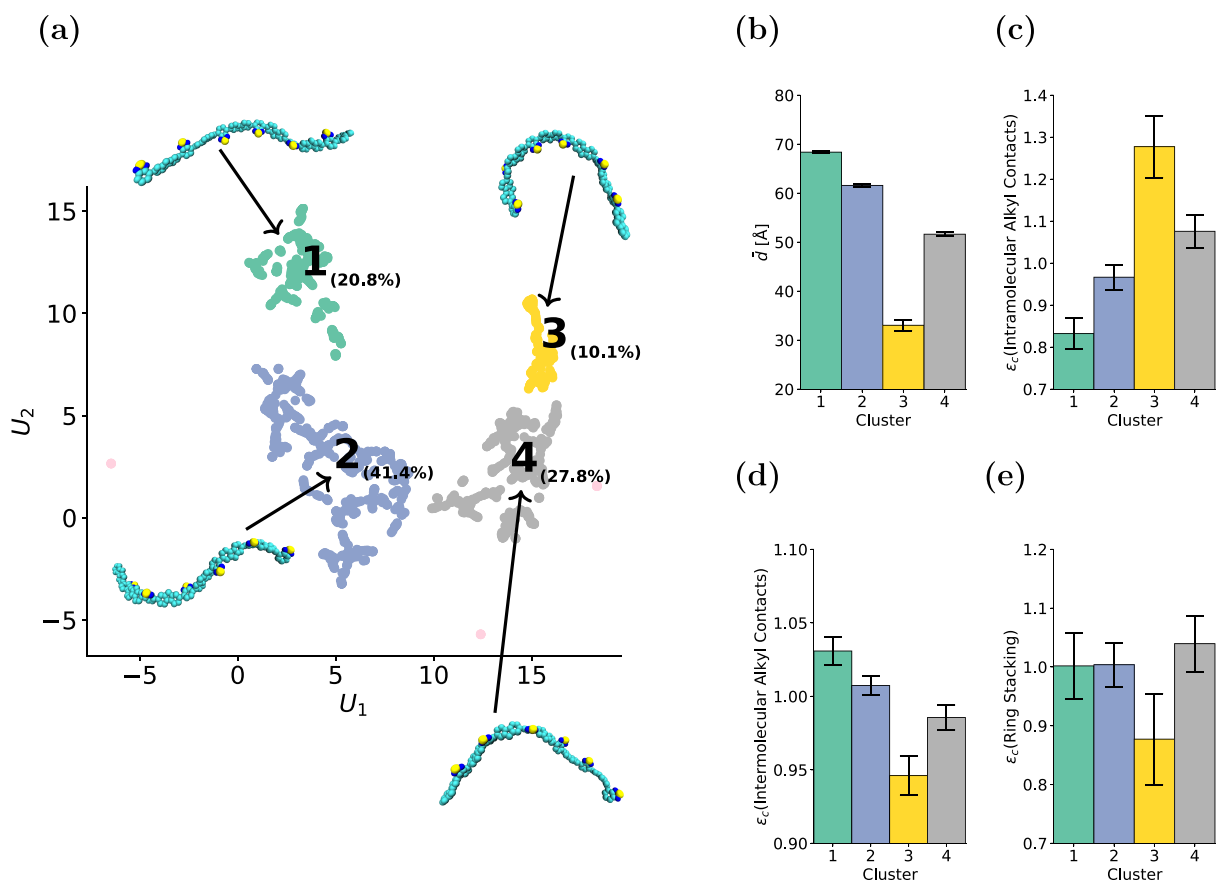 (a)
15
10
5
0
−5
U2
−5
0
5
10
15
U1
1
(20.8%)
2
(41.4%)
3
(10.1%)
4
(27.8%)
(b)
80
70
60
50
40
30
20
d̄ [Å]
1 2 3 4
Cluster
(c)
1.4
1.3
1.2
1.1
1.0
0.9
0.8
0.7
εc(Intramolecular Alkyl Contacts)
1 2 3 4
Cluster
(d)
1.10
1.05
1.00
0.95
0.90
εc(Intermolecular Alkyl Contacts)
1 2 3 4
Cluster
(e)
1.2
1.1
1.0
0.9
0.8
0.7
εc(Ring Stacking)
1 2 3 4
Cluster